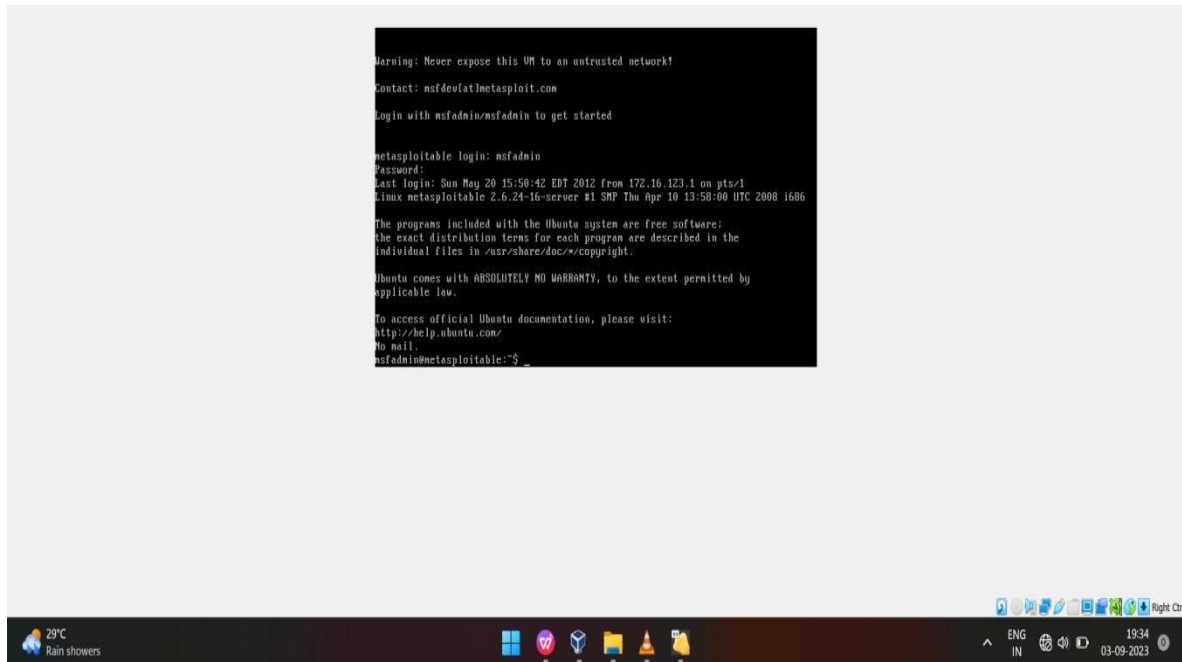 Warning: Never expose this VM to an untrusted network!
Contact: msfdev[at]metasploit.com
Login with msfadmin/msfadmin to get started
metasploitable login: msfadmin
Password:
Last login: Sun May 20 15:50:42 EDT 2012 from 172.16.123.1 on pts/1
Linux metasploitable 2.6.24-16-server #1 SMP Thu Apr 10 13:58:00 UTC 2008 i686
The programs included with the Ubuntu system are free software;
the exact distribution terms for each program are described in the
individual files in /usr/share/doc/*/copyright.
Ubuntu comes with ABSOLUTELY NO WARRANTY, to the extent permitted by
applicable law.
To access official Ubuntu documentation, please visit:
http://help.ubuntu.com/
No mail.
msfadmin@metasploitable:~$ _
Right Ctr
29°C
Rain showers
ENG
IN
19:34
03-09-2023